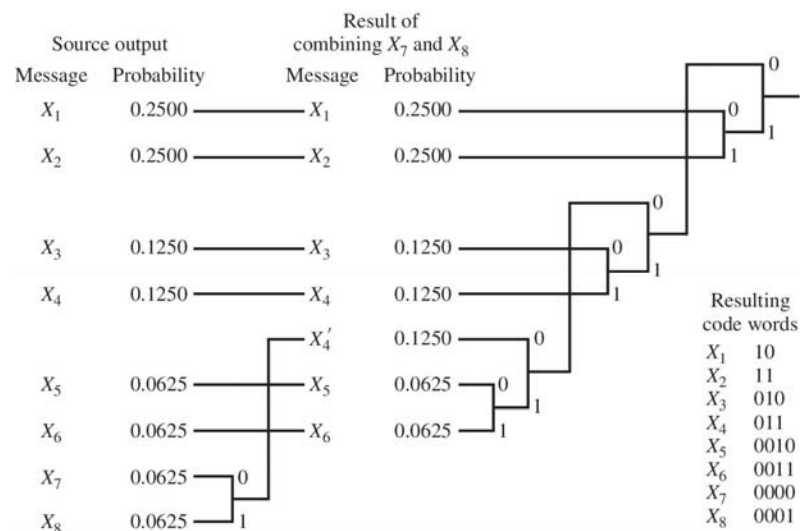 Result of
Source output combining X₇ and X₈
Message Probability Message Probability
0
X₁ 0.2500 X₁ 0.2500 0
1
X₂ 0.2500 X₂ 0.2500 1
0
X₃ 0.1250 X₃ 0.1250 0
1
X₄ 0.1250 X₄ 0.1250 1
X₄′ 0.1250 0
X₅ 0.0625 X₅ 0.0625 0
1
X₆ 0.0625 X₆ 0.0625 1
X₇ 0.0625 0
X₈ 0.0625 1
Resulting
code words
X₁ 10
X₂ 11
X₃ 010
X₄ 011
X₅ 0010
X₆ 0011
X₇ 0000
X₈ 0001